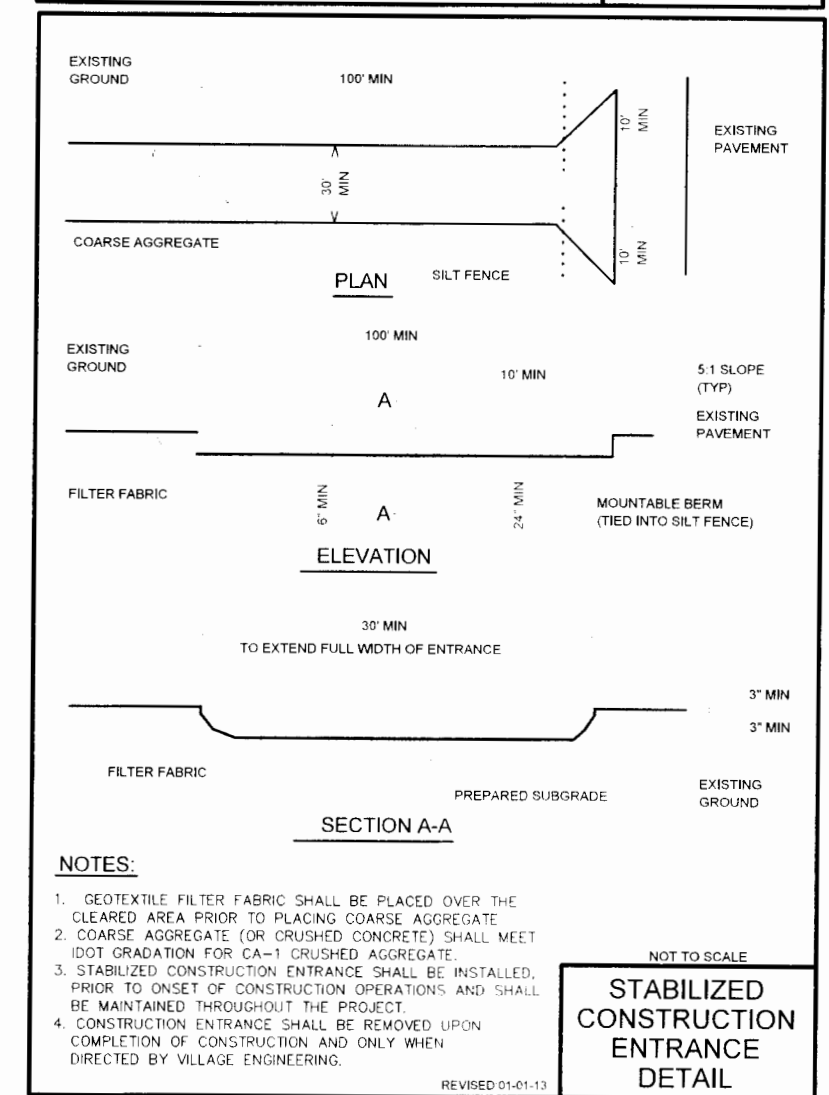 EXISTING
GROUND
100' MIN
10'
MIN
EXISTING
PAVEMENT
30'
MIN
COARSE AGGREGATE
10'
MIN
PLAN
SILT FENCE
100' MIN
EXISTING
GROUND
10' MIN
5:1 SLOPE
(TYP)
A
EXISTING
PAVEMENT
FILTER FABRIC
6" MIN
A
24" MIN
MOUNTABLE BERM
(TIED INTO SILT FENCE)
ELEVATION
30' MIN
TO EXTEND FULL WIDTH OF ENTRANCE
3" MIN
3" MIN
FILTER FABRIC
PREPARED SUBGRADE
EXISTING
GROUND
SECTION A-A
NOTES:
1. GEOTEXTILE FILTER FABRIC SHALL BE PLACED OVER THE
CLEARED AREA PRIOR TO PLACING COARSE AGGREGATE
2. COARSE AGGREGATE (OR CRUSHED CONCRETE) SHALL MEET
IDOT GRADATION FOR CA-1 CRUSHED AGGREGATE.
3. STABILIZED CONSTRUCTION ENTRANCE SHALL BE INSTALLED,
PRIOR TO ONSET OF CONSTRUCTION OPERATIONS AND SHALL
BE MAINTAINED THROUGHOUT THE PROJECT.
4. CONSTRUCTION ENTRANCE SHALL BE REMOVED UPON
COMPLETION OF CONSTRUCTION AND ONLY WHEN
DIRECTED BY VILLAGE ENGINEERING.
REVISED 01-01-13
NOT TO SCALE
STABILIZED
CONSTRUCTION
ENTRANCE
DETAIL